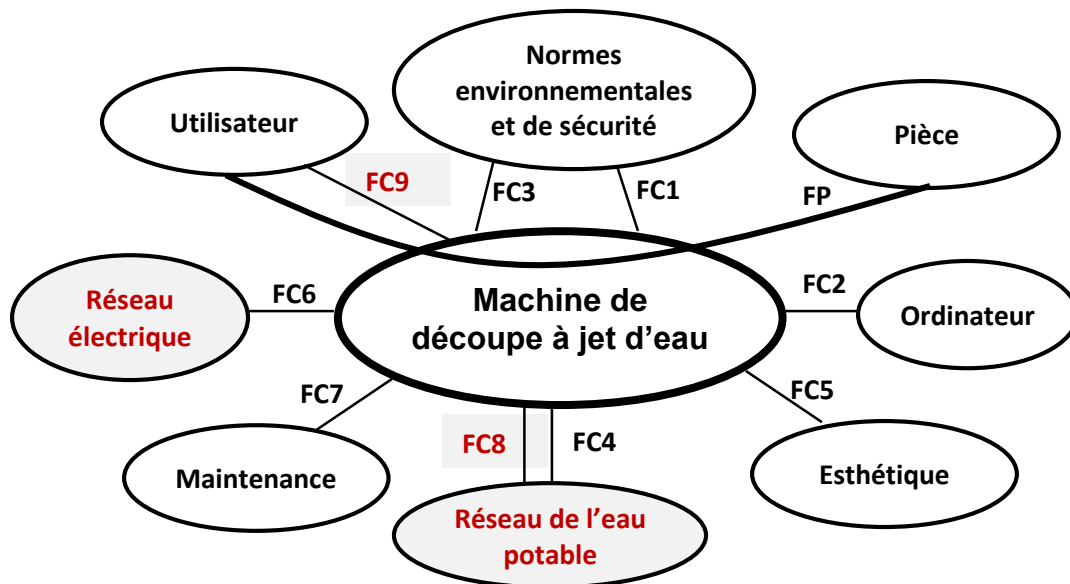 Normes
environnementales
et de sécurité
Utilisateur
Pièce
FC9
FC3
FC1
FP
Réseau
électrique
FC6
Machine de
découpe à jet d’eau
FC2
Ordinateur
FC7
FC5
FC8
FC4
Maintenance
Esthétique
Réseau de l’eau
potable